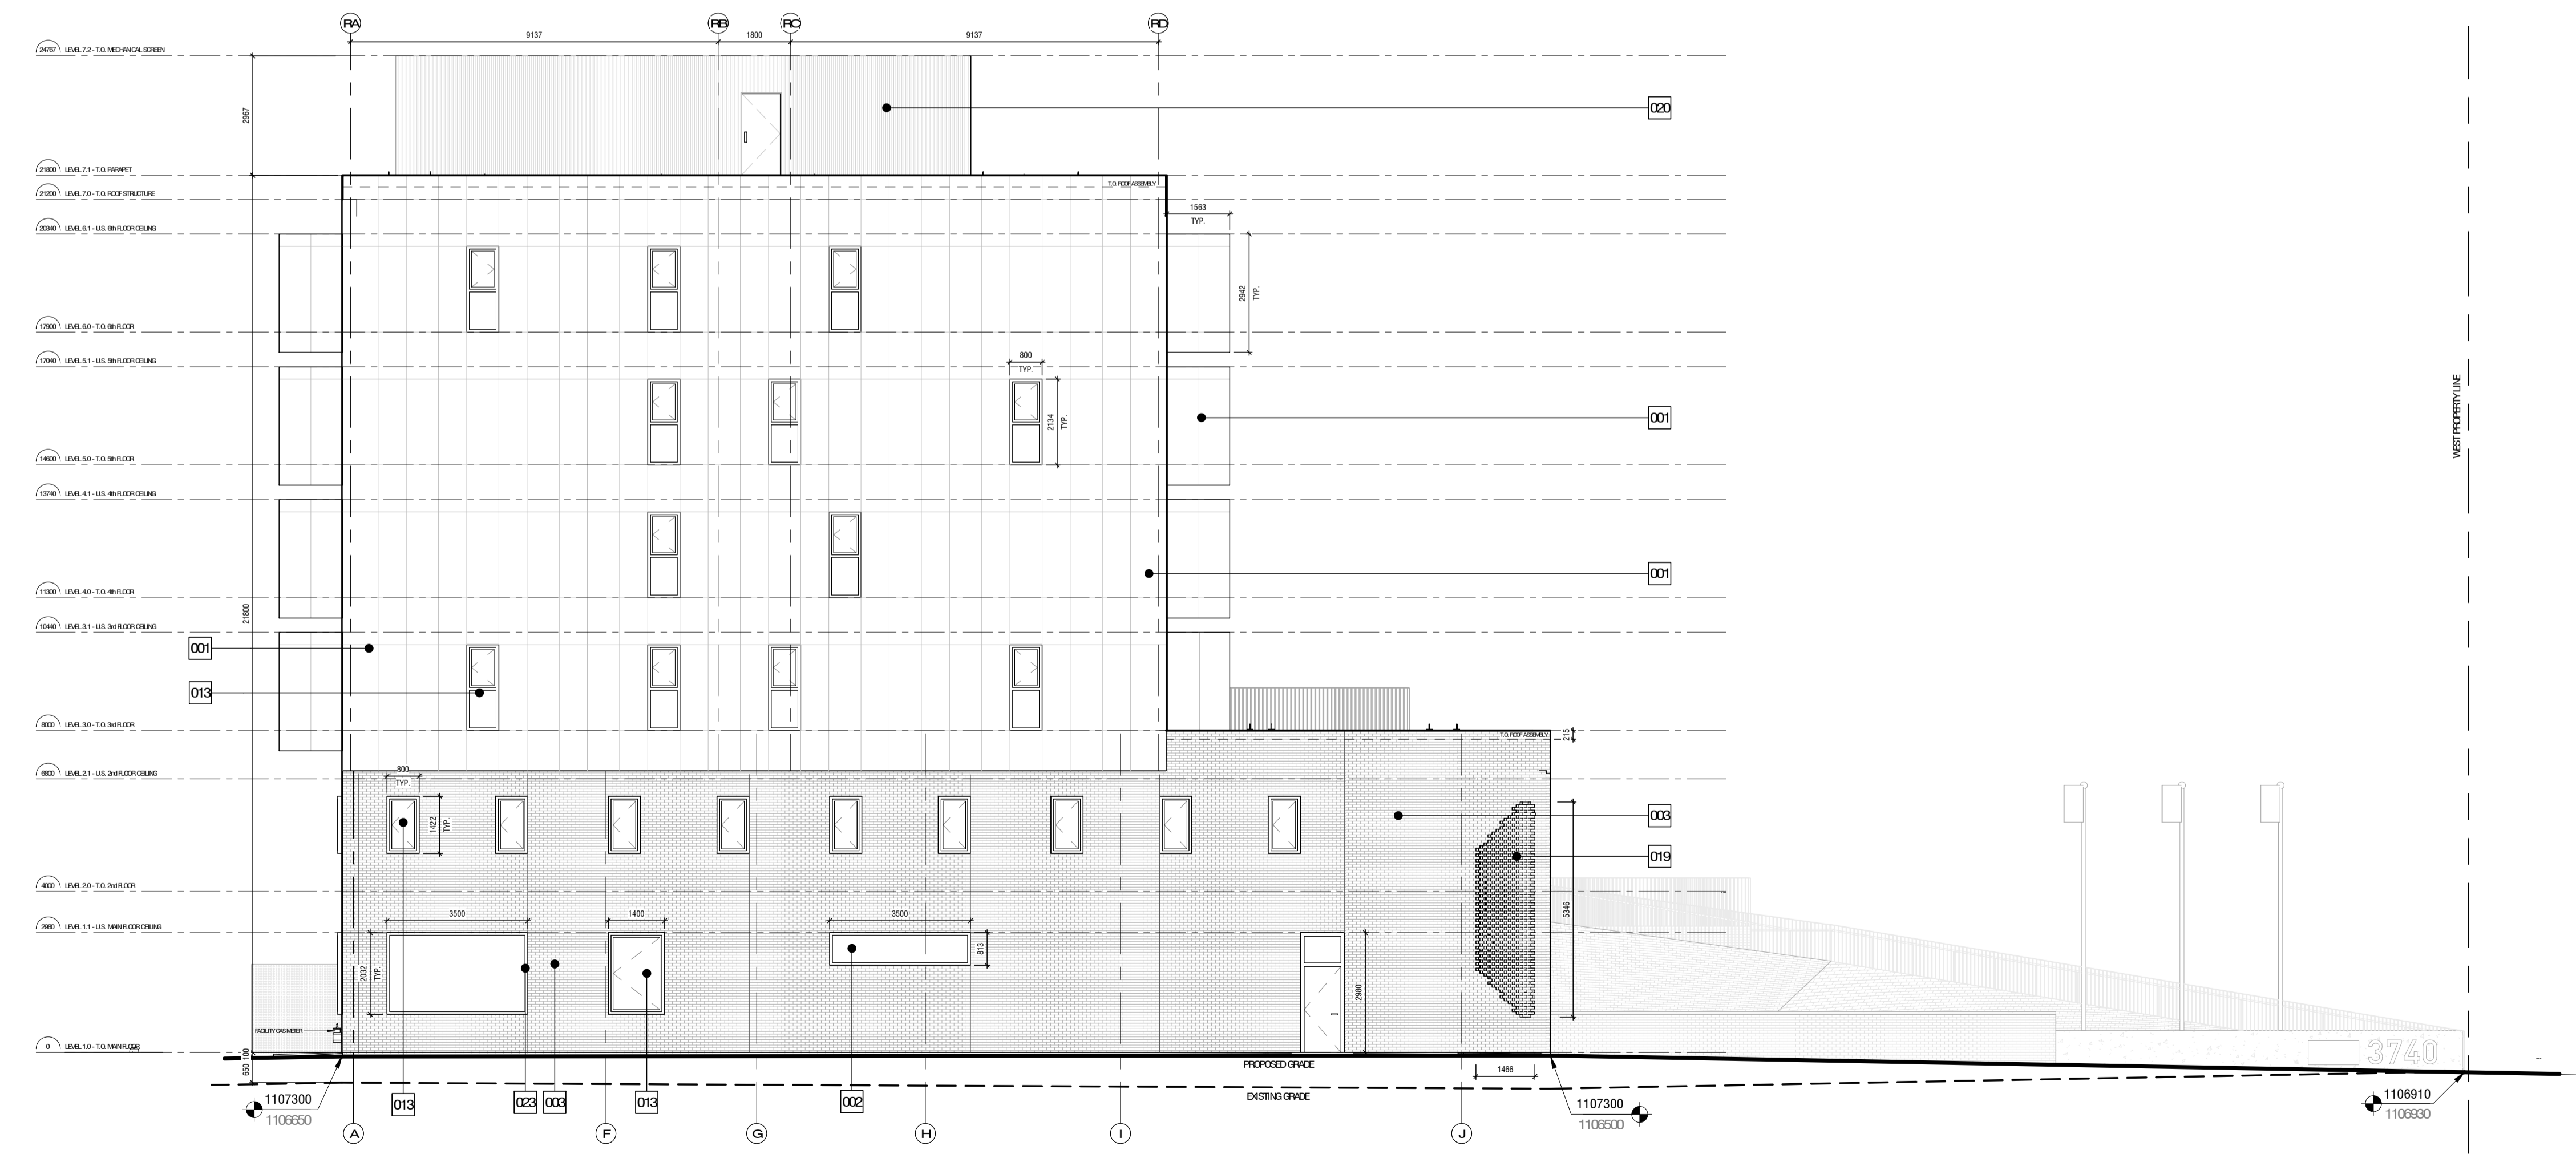 RA
RB
RC
RD
9137
1800
9137
24767 LEVEL 7.2 - T.O. MECHANICAL SCREEN
2967
020
21800 LEVEL 7.1 - T.O. PARAPET
21200 LEVEL 7.0 - T.O. ROOF STRUCTURE
T.O. ROOF ASSEMBLY
1563
TYP.
20340 LEVEL 6.1 - U.S. 6th FLOOR CEILING
2942
TYP.
17900 LEVEL 6.0 - T.O. 6th FLOOR
17040 LEVEL 5.1 - U.S. 5th FLOOR CEILING
800
TYP.
2134
TYP.
001
WEST PROPERTY LINE
14600 LEVEL 5.0 - T.O. 5th FLOOR
13740 LEVEL 4.1 - U.S. 4th FLOOR CEILING
001
11300 LEVEL 4.0 - T.O. 4th FLOOR
21800
10440 LEVEL 3.1 - U.S. 3rd FLOOR CEILING
001
013
8000 LEVEL 3.0 - T.O. 3rd FLOOR
T.O. ROOF ASSEMBLY
215
6800 LEVEL 2.1 - U.S. 2nd FLOOR CEILING
800
TYP.
1422
TYP.
003
019
4000 LEVEL 2.0 - T.O. 2nd FLOOR
5346
2980 LEVEL 1.1 - U.S. MAIN FLOOR CEILING
3500
1400
3500
813
2032
TYP.
2980
FACILITY GAS METER
0 LEVEL 1.0 - T.O. MAIN FLOOR
3740
100
650
PROPOSED GRADE
1466
EXISTING GRADE
1107300
1106650
013
023
003
013
002
1107300
1106500
1106910
1106930
A
F
G
H
I
J